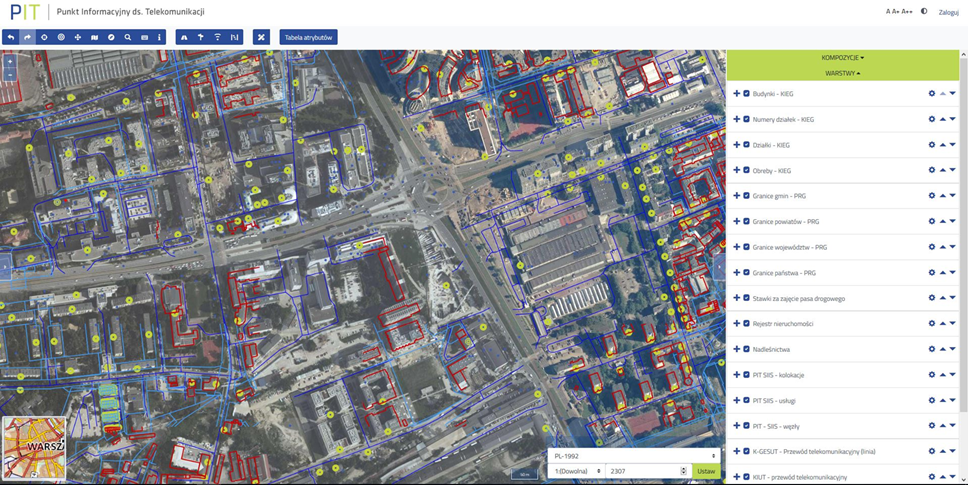 PIT Punkt Informacyjny ds. Telekomunikacji
A A+ A++ Zaloguj
Tabela atrybutów
KOMPOZYCJE
WARSTWY
Budynki - KIEG
Numery działek - KIEG
Działki - KIEG
Obręby - KIEG
Granice gmin - PRG
Granice powiatów - PRG
Granice województw - PRG
Granice państwa - PRG
Stawki za zajęcie pasa drogowego
Rejestr nieruchomości
Nadleśnictwa
PIT SIIS - kolokacje
PIT SIIS - usługi
PIT - SIIS - węzły
K-GESUT - Przewód telekomunikacyjny (linia)
KIUT - przewód telekomunikacyjny
WARSZ
50 m
PL-1992
1:(Dowolna) 2307 Ustaw